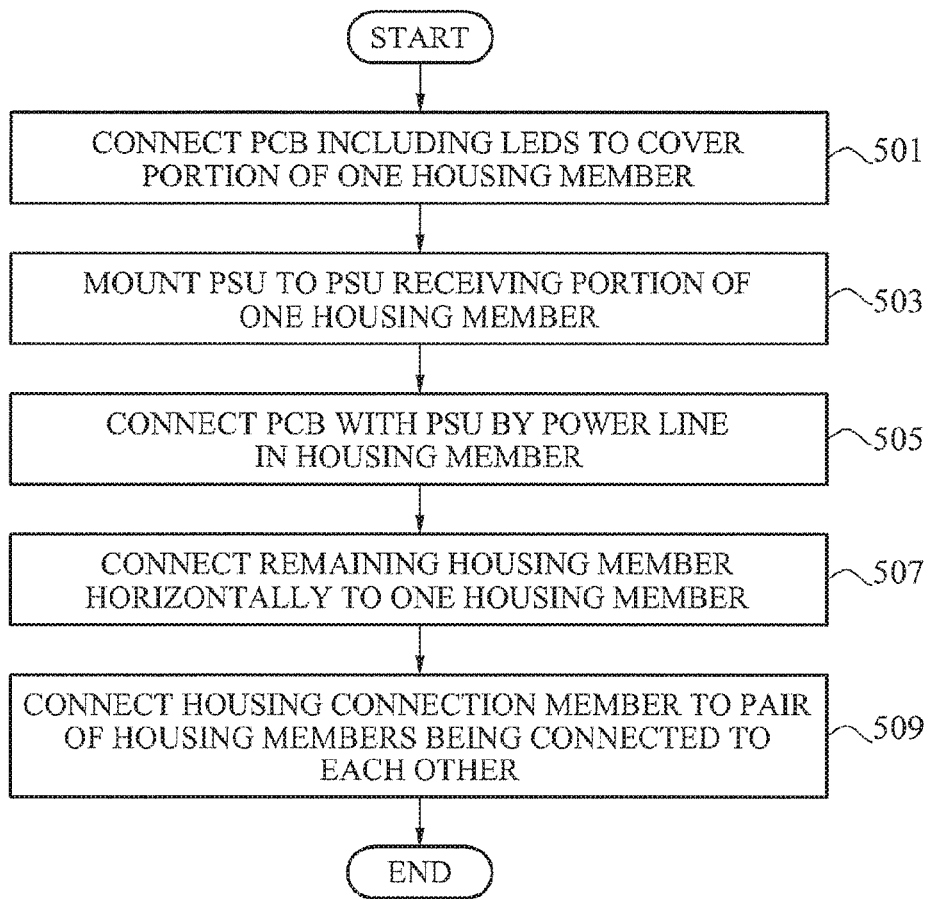 START
CONNECT PCB INCLUDING LEDS TO COVER
PORTION OF ONE HOUSING MEMBER
501
MOUNT PSU TO PSU RECEIVING PORTION OF
ONE HOUSING MEMBER
503
CONNECT PCB WITH PSU BY POWER LINE
IN HOUSING MEMBER
505
CONNECT REMAINING HOUSING MEMBER
HORIZONTALLY TO ONE HOUSING MEMBER
507
CONNECT HOUSING CONNECTION MEMBER TO PAIR
OF HOUSING MEMBERS BEING CONNECTED TO
EACH OTHER
509
END